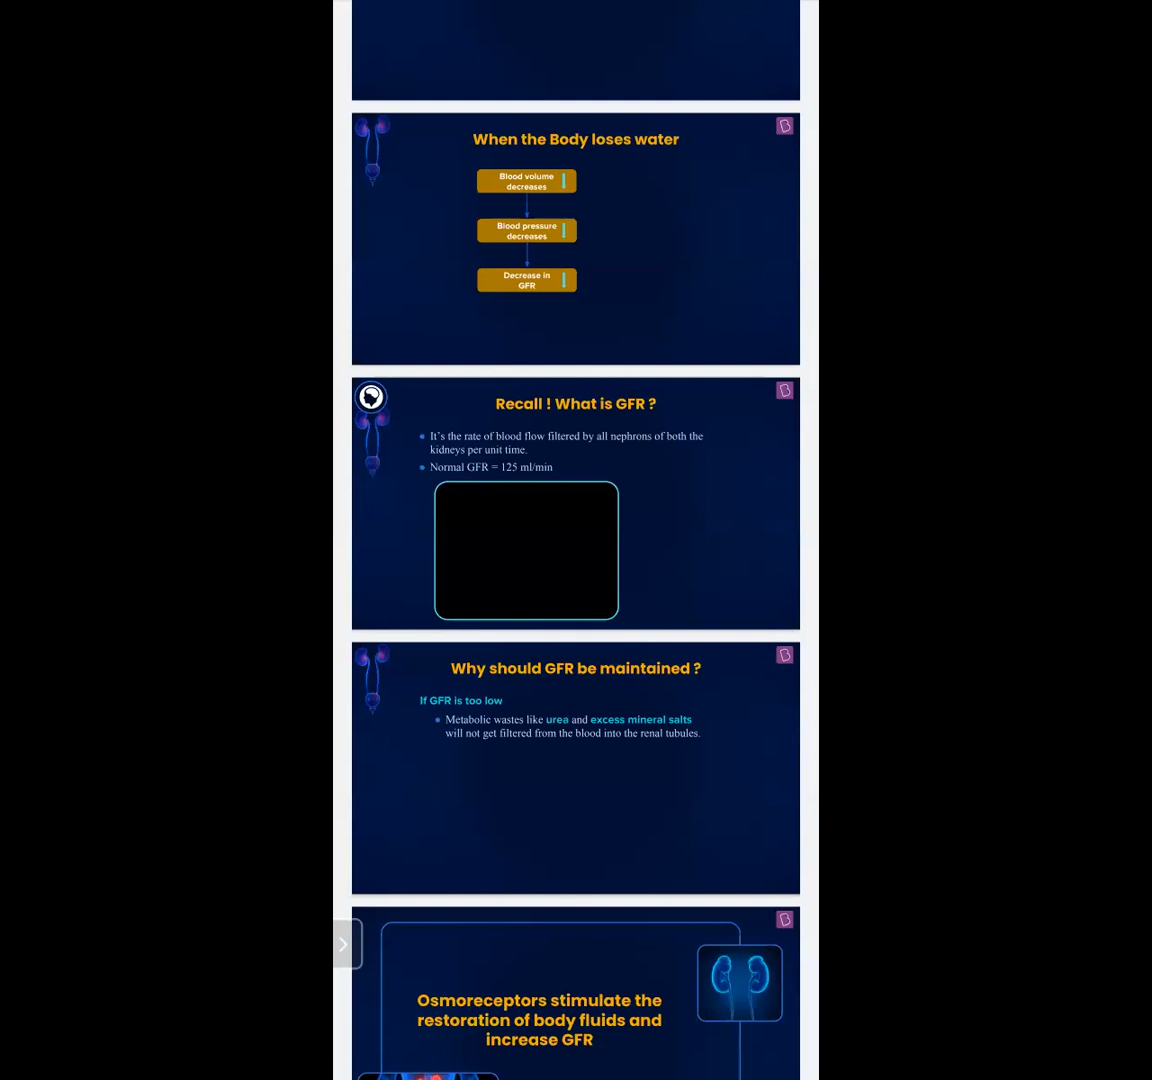 When the Body loses water
Blood volume
decreases
Blood pressure
decreases
Decrease in
GFR
Recall ! What is GFR ?
It's the rate of blood flow filtered by all nephrons of both the
kidneys per unit time.
Normal GFR = 125 ml/min
Why should GFR be maintained ?
If GFR is too low
Metabolic wastes like urea and excess mineral salts
will not get filtered from the blood into the renal tubules.
Osmoreceptors stimulate the
restoration of body fluids and
increase GFR